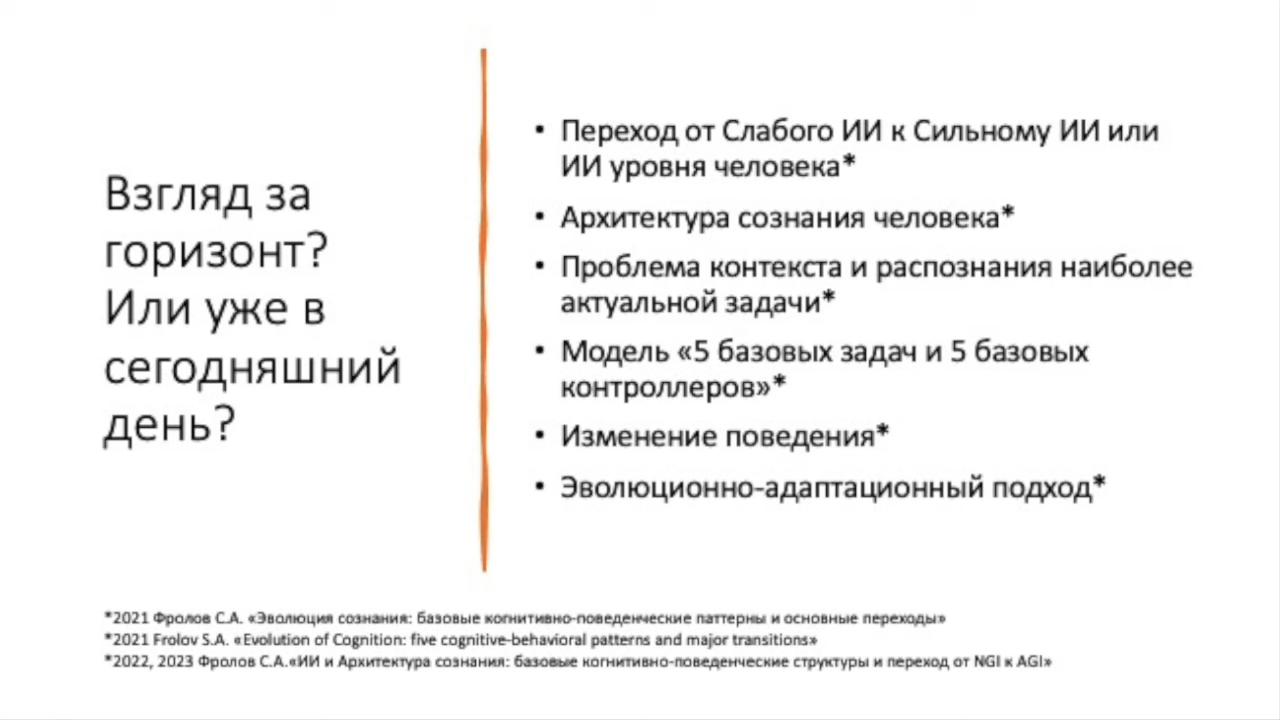 Взгляд за
горизонт?
Или уже в
сегодняшний
день?
• Переход от Слабого ИИ к Сильному ИИ или
ИИ уровня человека*
• Архитектура сознания человека*
• Проблема контекста и распознания наиболее
актуальной задачи*
• Модель «5 базовых задач и 5 базовых
контроллеров»*
• Изменение поведения*
• Эволюционно-адаптационный подход*
*2021 Фролов С.А. «Эволюция сознания: базовые когнитивно-поведенческие паттерны и основные переходы»
*2021 Frolov S.A. «Evolution of Cognition: five cognitive-behavioral patterns and major transitions»
*2022, 2023 Фролов С.А.«ИИ и Архитектура сознания: базовые когнитивно-поведенческие структуры и переход от NGI к AGI»